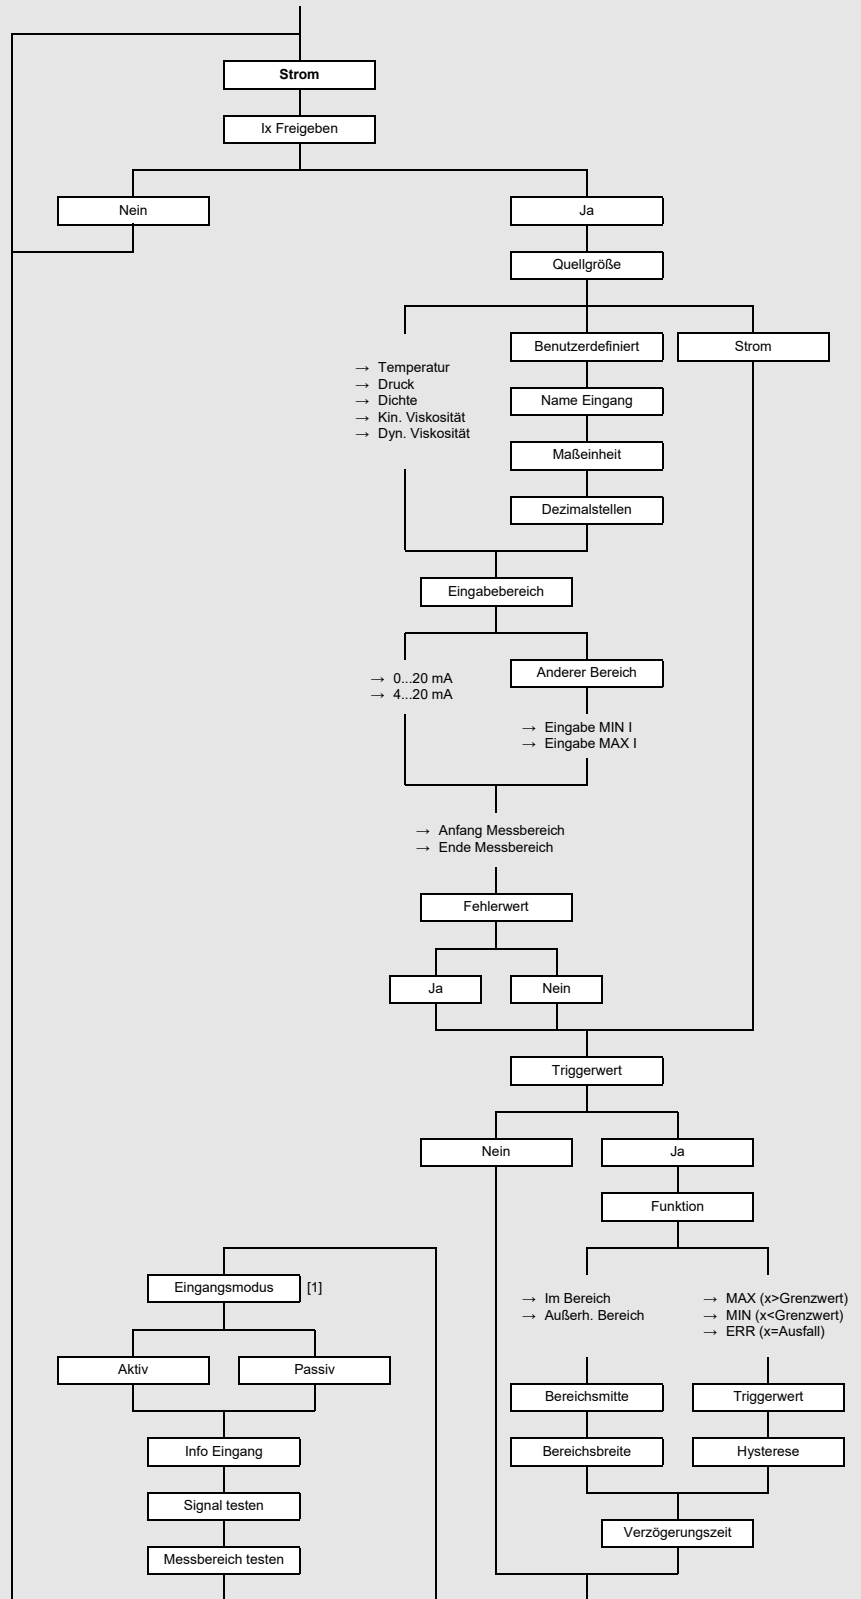 Strom
Ix Freigeben
Nein
Ja
Quellgröße
Benutzerdefiniert
Strom
→ Temperatur
→ Druck
→ Dichte
→ Kin. Viskosität
→ Dyn. Viskosität
Name Eingang
Maßeinheit
Dezimalstellen
Eingabebereich
→ 0...20 mA
→ 4...20 mA
Anderer Bereich
→ Eingabe MIN I
→ Eingabe MAX I
→ Anfang Messbereich
→ Ende Messbereich
Fehlerwert
Ja
Nein
Triggerwert
Nein
Ja
Funktion
→ Im Bereich
→ Außerh. Bereich
→ MAX (x>Grenzwert)
→ MIN (x<Grenzwert)
→ ERR (x=Ausfall)
Bereichsmitte
Triggerwert
Bereichsbreite
Hysterese
Verzögerungszeit
Eingangsmodus [1]
Aktiv
Passiv
Info Eingang
Signal testen
Messbereich testen